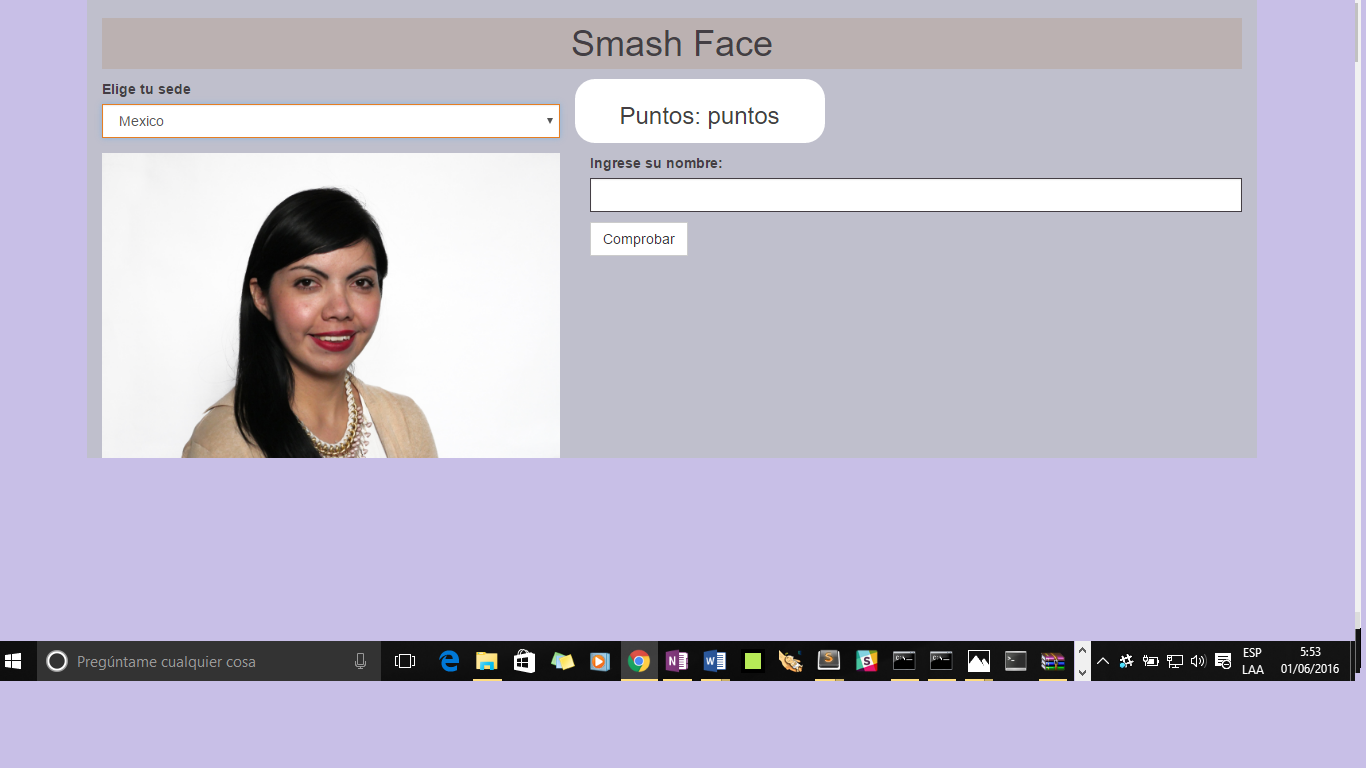 Smash Face
Elige tu sede
Mexico
Puntos: puntos
Ingrese su nombre:
Comprobar
Pregúntame cualquier cosa
ESP
LAA
5:53
01/06/2016